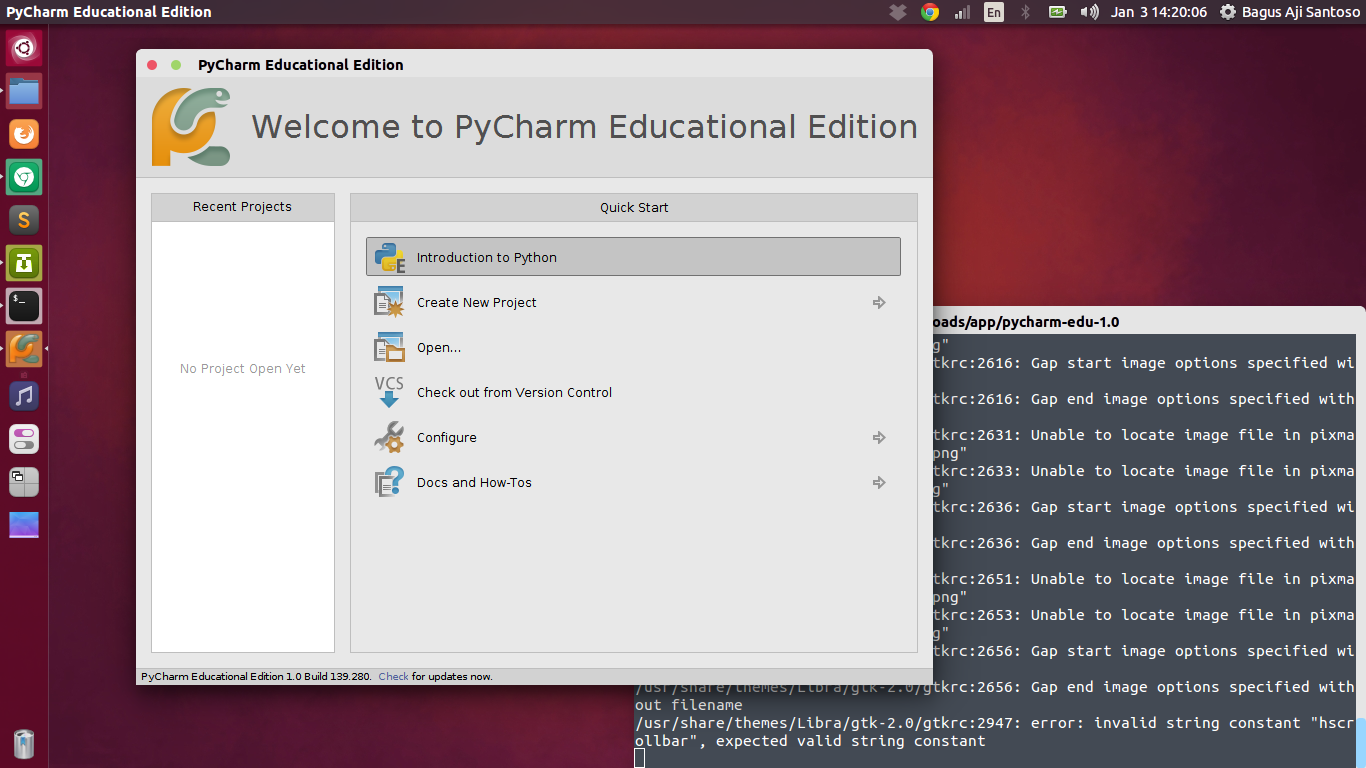 PyCharm Educational Edition
En
Jan 3 14:20:06
Bagus Aji Santoso
PyCharm Educational Edition
Welcome to PyCharm Educational Edition
Recent Projects
No Project Open Yet
Quick Start
E
Introduction to Python
Create New Project
Open...
VCS
Check out from Version Control
Configure
Docs and How-Tos
PyCharm Educational Edition 1.0 Build 139.280. Check for updates now.
S
$_
oads/app/pycharm-edu-1.0
g"
tkrc:2616: Gap start image options specified wi
tkrc:2616: Gap end image options specified with
tkrc:2631: Unable to locate image file in pixma
png"
tkrc:2633: Unable to locate image file in pixma
g"
tkrc:2636: Gap start image options specified wi
tkrc:2636: Gap end image options specified with
tkrc:2651: Unable to locate image file in pixma
png"
tkrc:2653: Unable to locate image file in pixma
g"
tkrc:2656: Gap start image options specified wi
/usr/share/themes/Libra/gtk-2.0/gtkrc:2656: Gap end image options specified with
out filename
/usr/share/themes/Libra/gtk-2.0/gtkrc:2947: error: invalid string constant "hscr
ollbar", expected valid string constant